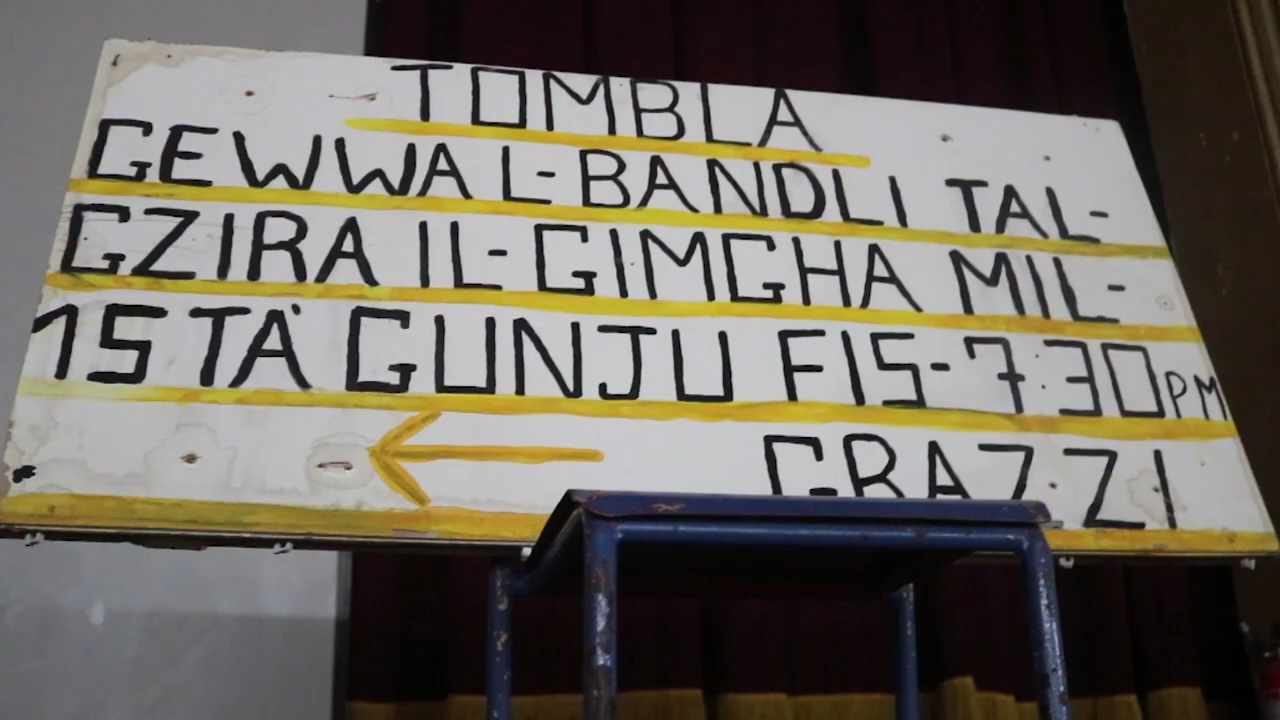 TOMBLA
GEWWA L-BANDLI TAL-
GZIRA IL-GIMGHA MIL-
15 TA' GUNJU FIS-7.30PM
GRAZZI